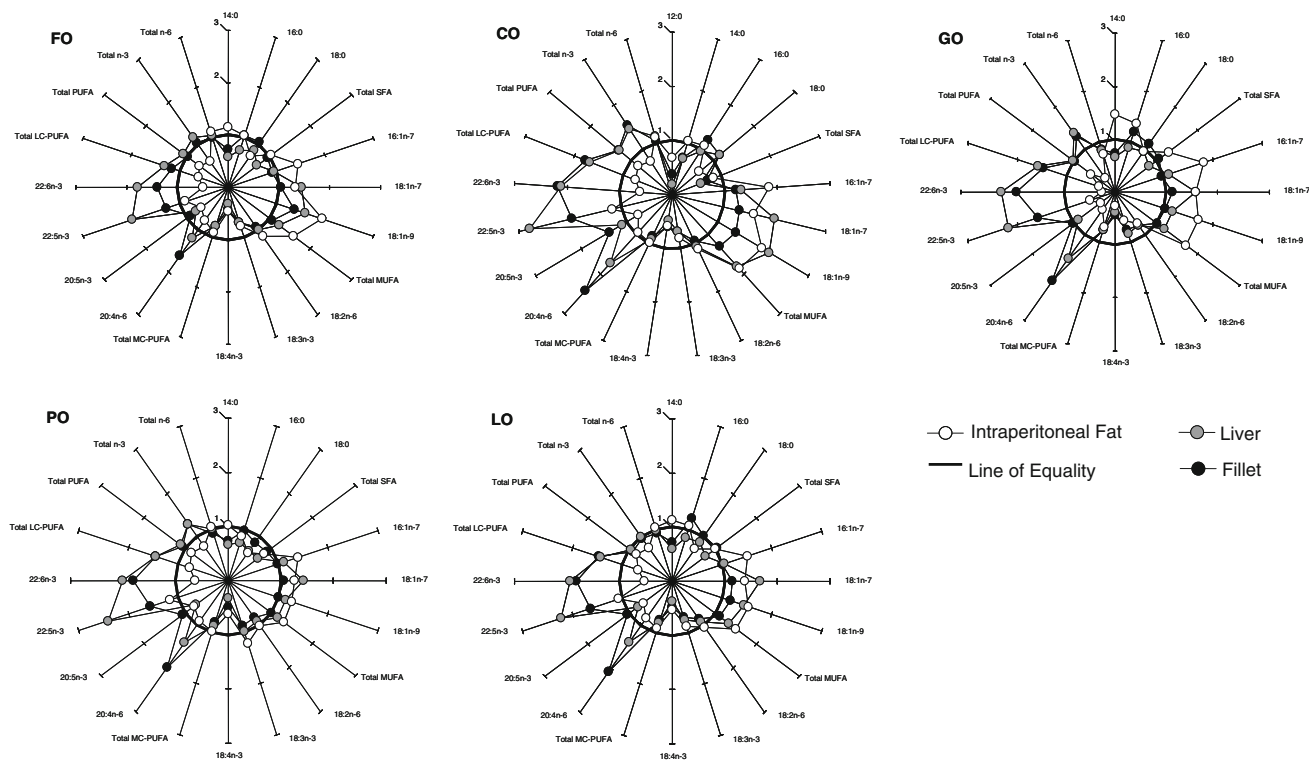 FO
14:0
16:0
18:0
Total SFA
16:1n-7
18:1n-7
18:1n-9
Total MUFA
18:2n-6
18:3n-3
18:4n-3
Total MC-PUFA
20:4n-6
20:5n-3
22:5n-3
22:6n-3
Total LC-PUFA
Total PUFA
Total n-3
Total n-6
3
2
1
CO
12:0
14:0
16:0
18:0
Total SFA
16:1n-7
18:1n-7
18:1n-9
Total MUFA
18:2n-6
18:3n-3
18:4n-3
Total MC-PUFA
20:4n-6
20:5n-3
22:5n-3
22:6n-3
Total LC-PUFA
Total PUFA
Total n-3
Total n-6
3
2
1
GO
14:0
16:0
18:0
Total SFA
16:1n-7
18:1n-7
18:1n-9
Total MUFA
18:2n-6
18:3n-3
18:4n-3
Total MC-PUFA
20:4n-6
20:5n-3
22:5n-3
22:6n-3
Total LC-PUFA
Total PUFA
Total n-3
Total n-6
3
2
1
PO
14:0
16:0
18:0
Total SFA
16:1n-7
18:1n-7
18:1n-9
Total MUFA
18:2n-6
18:3n-3
18:4n-3
Total MC-PUFA
20:4n-6
20:5n-3
22:5n-3
22:6n-3
Total LC-PUFA
Total PUFA
Total n-3
Total n-6
3
2
1
LO
14:0
16:0
18:0
Total SFA
16:1n-7
18:1n-7
18:1n-9
Total MUFA
18:2n-6
18:3n-3
18:4n-3
Total MC-PUFA
20:4n-6
20:5n-3
22:5n-3
22:6n-3
Total LC-PUFA
Total PUFA
Total n-3
Total n-6
3
2
1
Intraperitoneal Fat
Liver
Line of Equality
Fillet